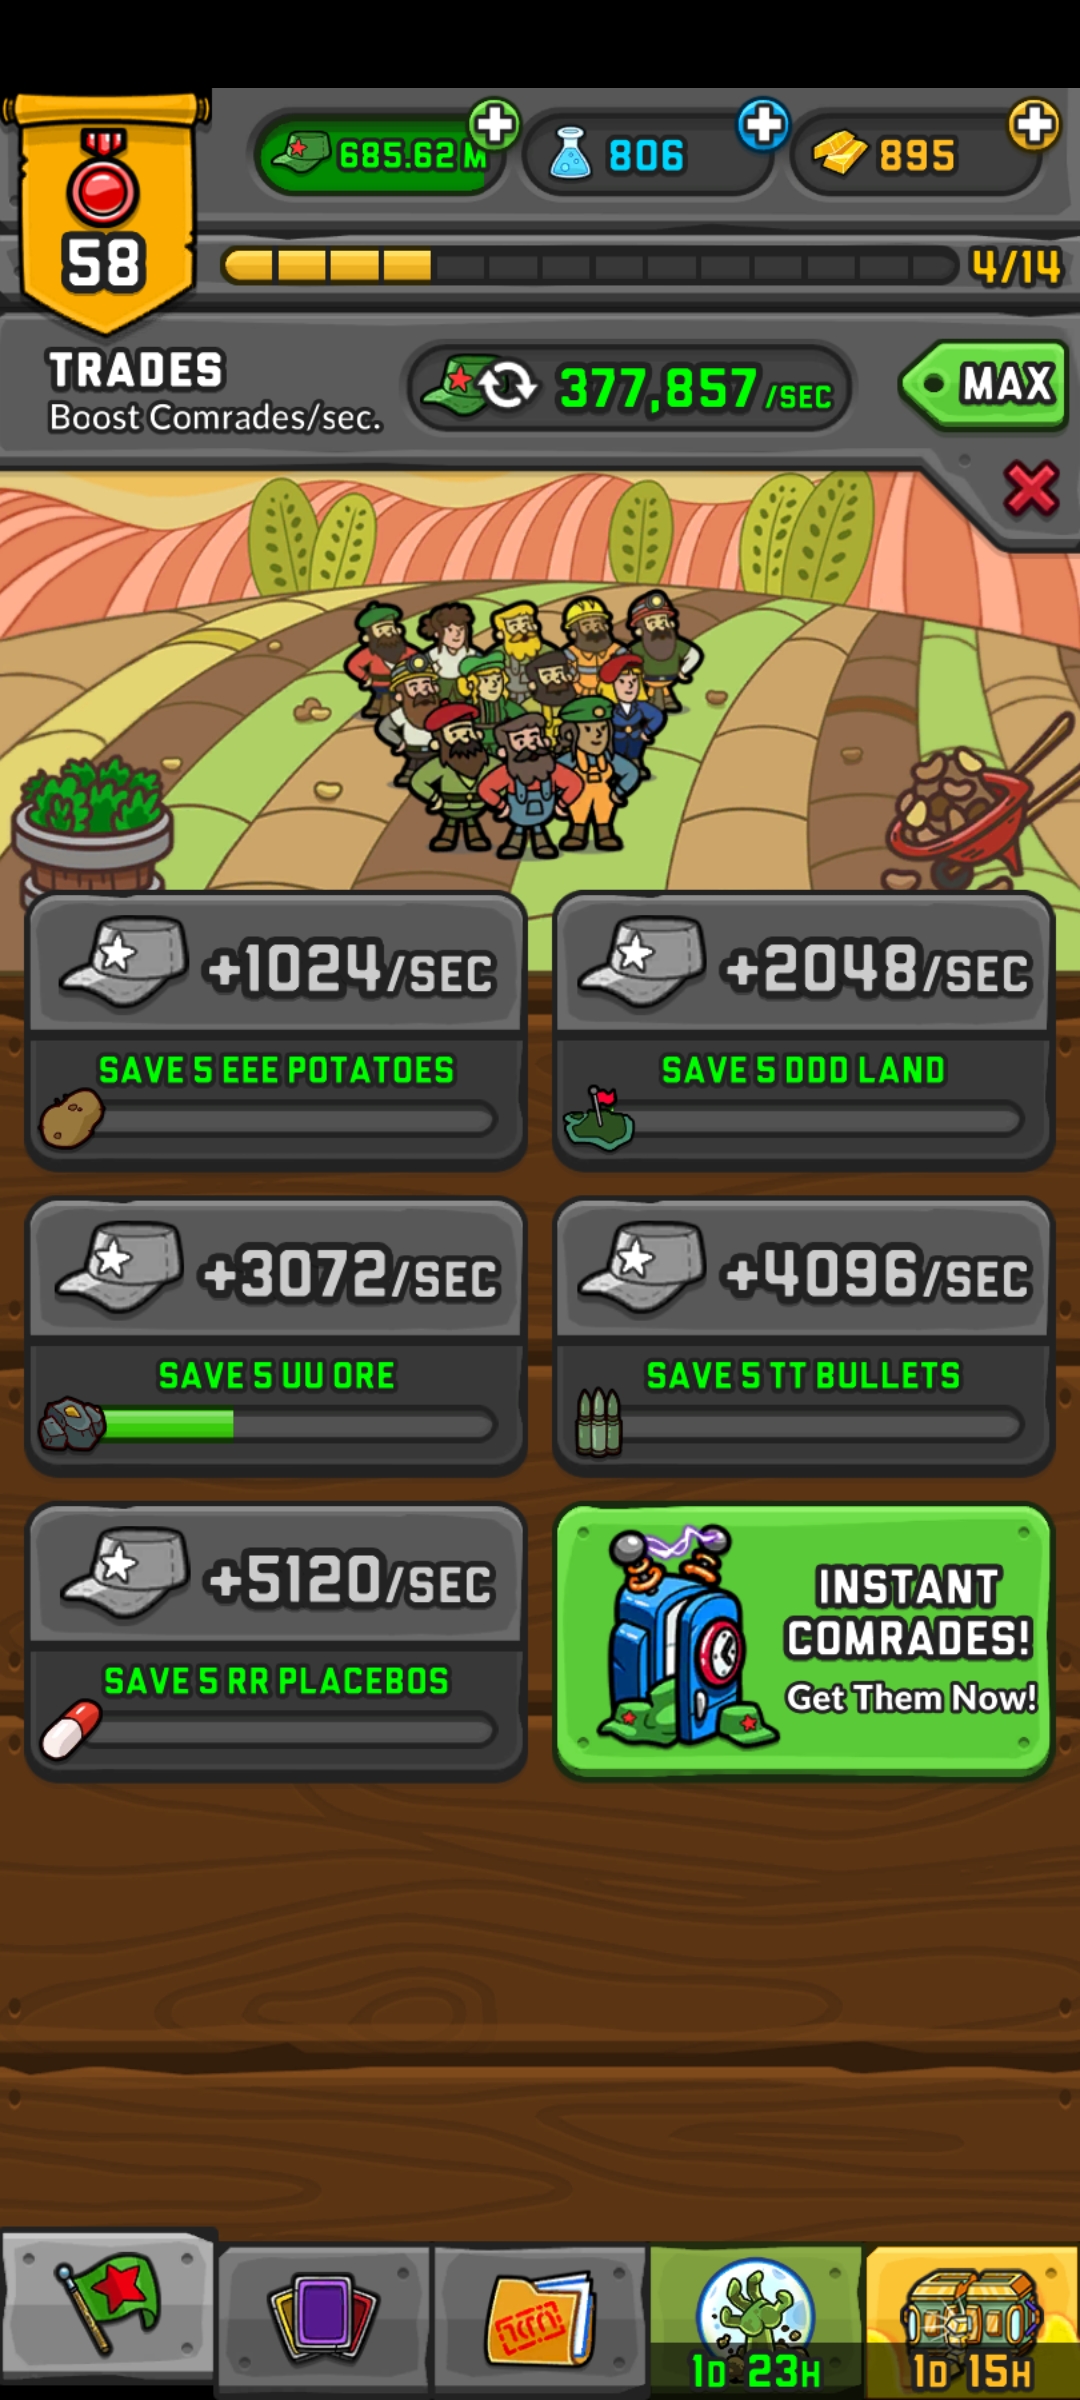 685.62 M
806
895
58
4/14
TRADES
Boost Comrades/sec.
377,857/SEC
MAX
+1024/SEC
SAVE 5 EEE POTATOES
+2048/SEC
SAVE 5 DDD LAND
+3072/SEC
SAVE 5 UU ORE
+4096/SEC
SAVE 5 TT BULLETS
+5120/SEC
SAVE 5 RR PLACEBOS
INSTANT
COMRADES!
Get Them Now!
1D 23H
1D 15H